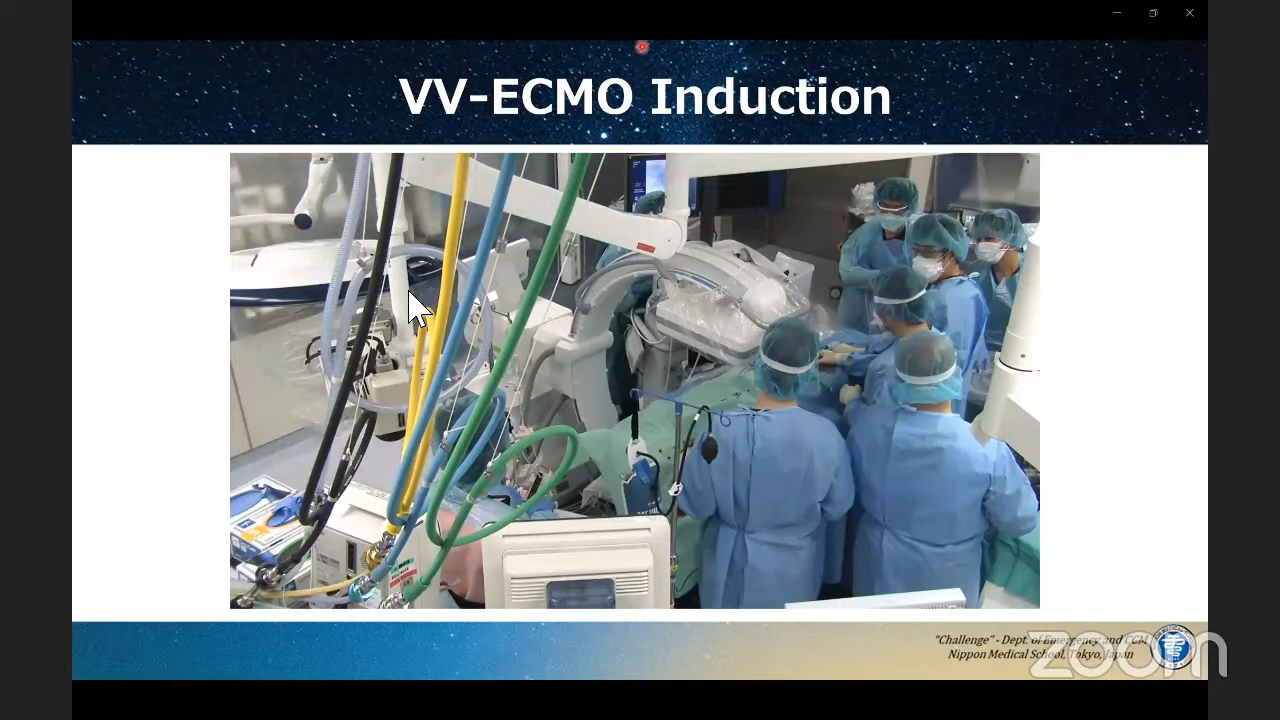 VV-ECMO Induction
"Challenge" - Dept. of Emergency and CCM
Nippon Medical School, Tokyo, Japan
zoom